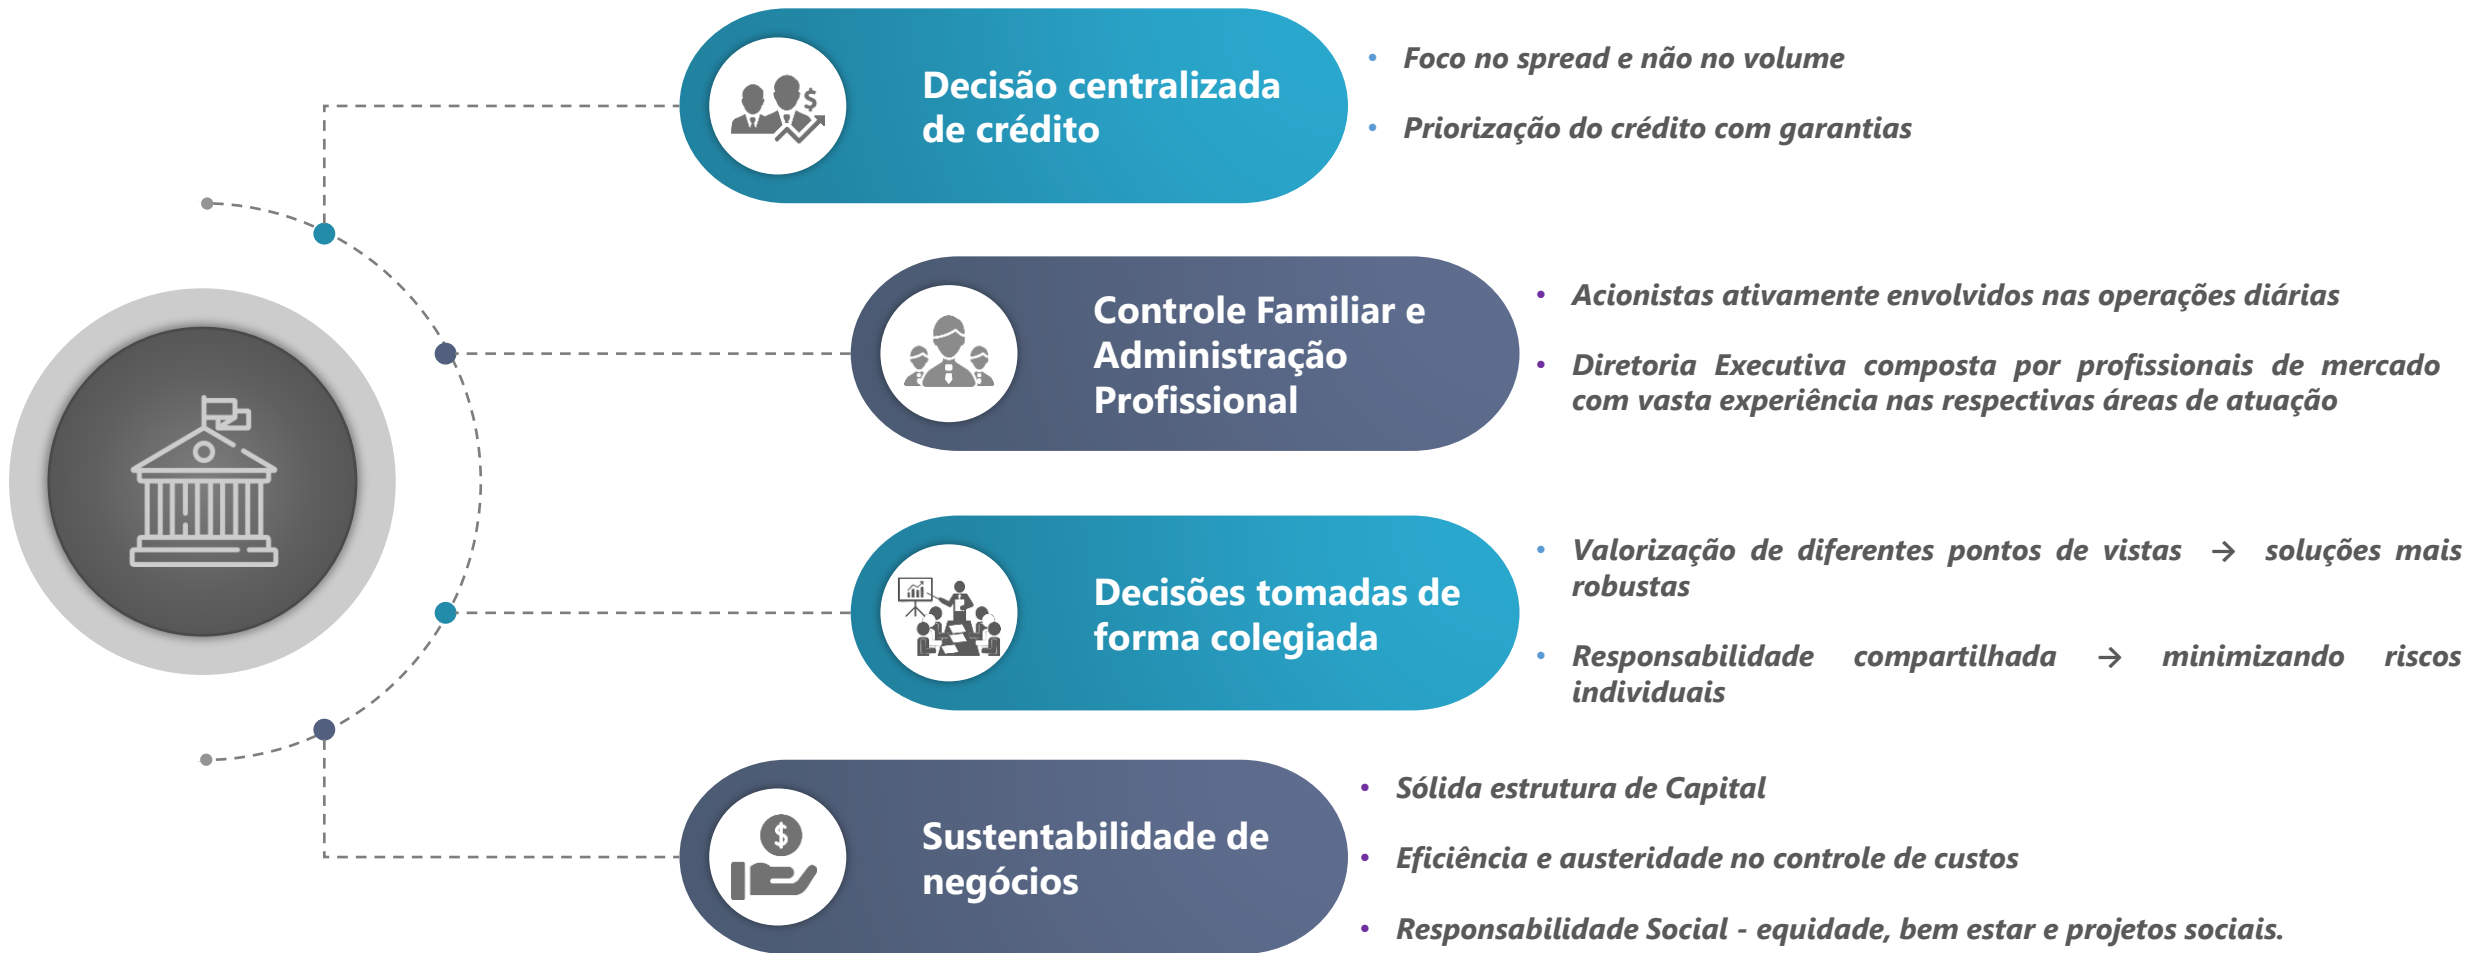 Decisão centralizada
de crédito
• Foco no spread e não no volume
• Priorização do crédito com garantias
Controle Familiar e
Administração
Profissional
• Acionistas ativamente envolvidos nas operações diárias
• Diretoria Executiva composta por profissionais de mercado
com vasta experiência nas respectivas áreas de atuação
Decisões tomadas de
forma colegiada
• Valorização de diferentes pontos de vistas → soluções mais
robustas
• Responsabilidade compartilhada → minimizando riscos
individuais
Sustentabilidade de
negócios
• Sólida estrutura de Capital
• Eficiência e austeridade no controle de custos
• Responsabilidade Social - equidade, bem estar e projetos sociais.